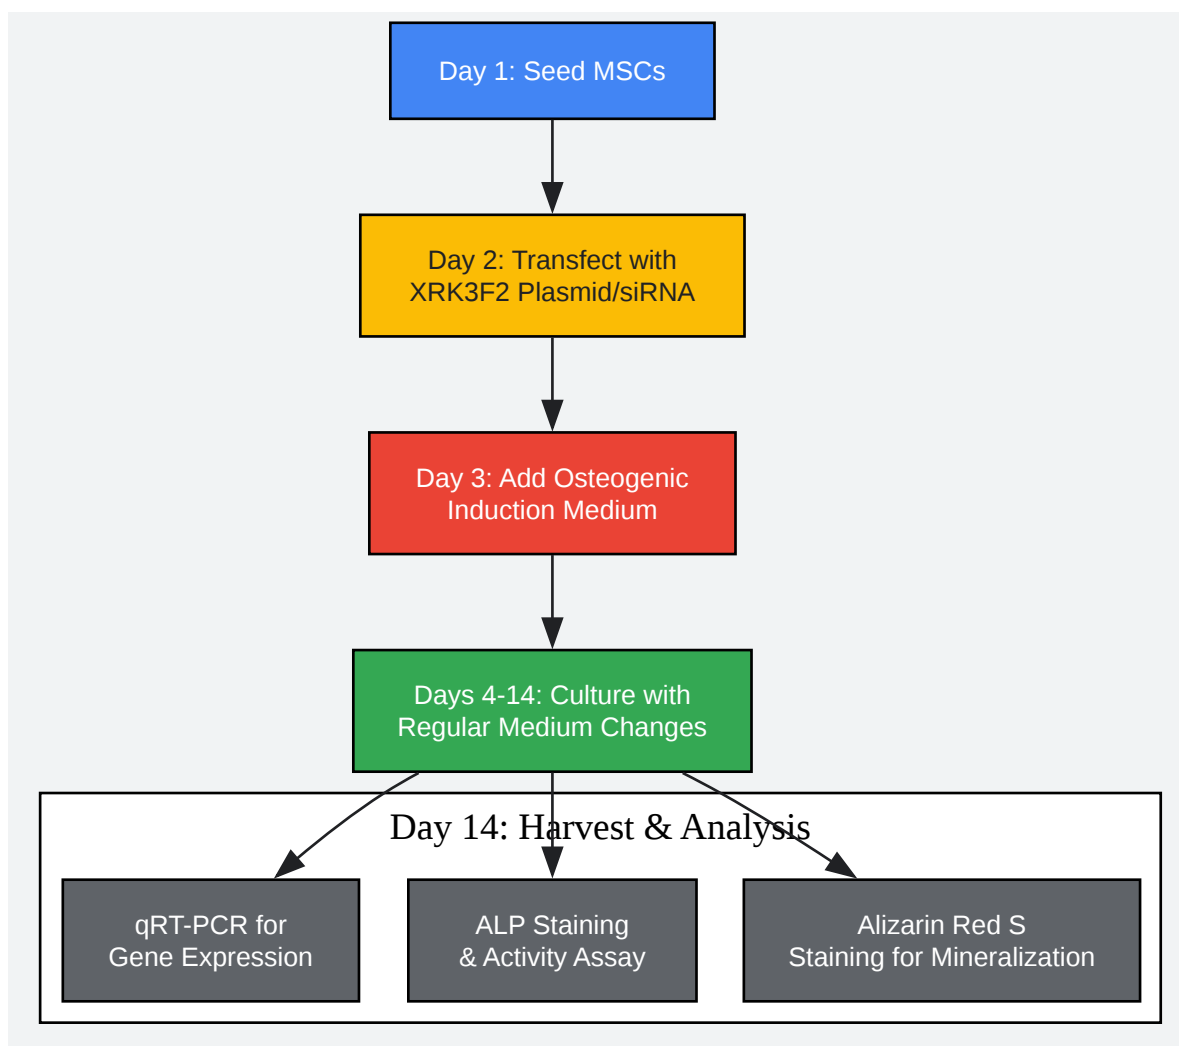 Day 1: Seed MSCs
Day 2: Transfect with
XRK3F2 Plasmid/siRNA
Day 3: Add Osteogenic
Induction Medium
Days 4-14: Culture with
Regular Medium Changes
Day 14: Harvest & Analysis
qRT-PCR for
Gene Expression
ALP Staining
& Activity Assay
Alizarin Red S
Staining for Mineralization